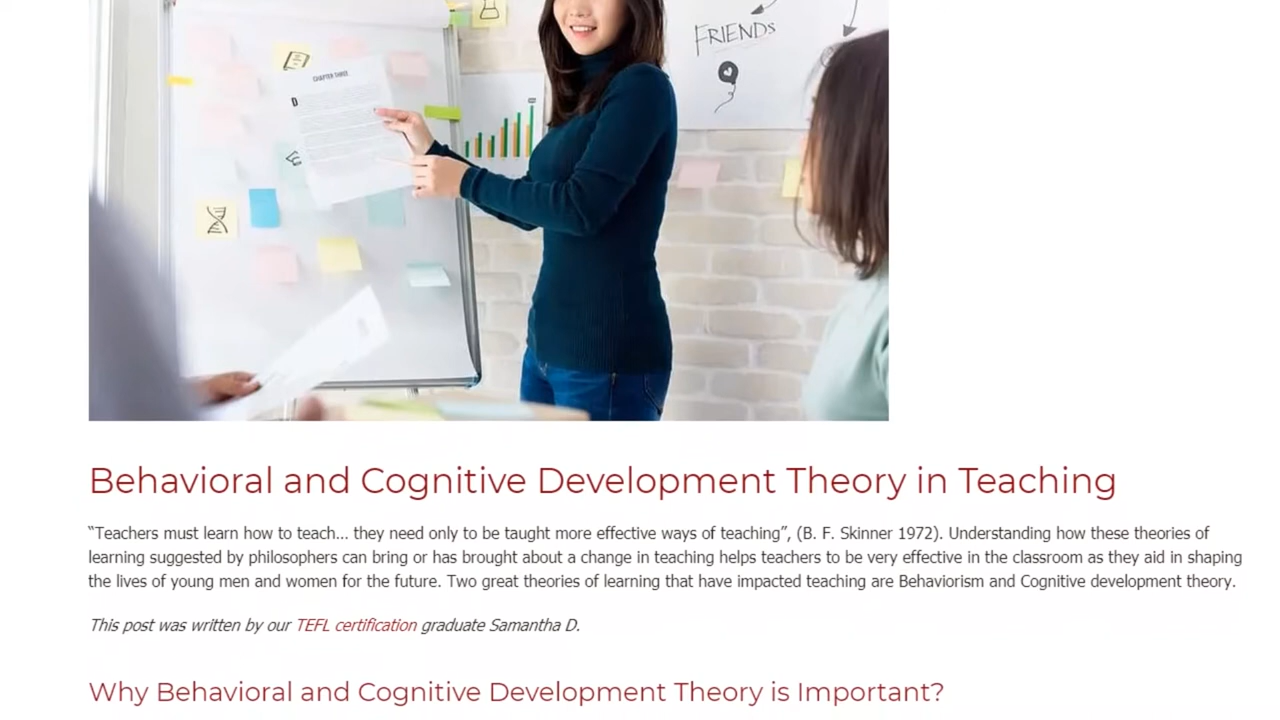 FRIENDS
CHAPTER THREE
D
Behavioral and Cognitive Development Theory in Teaching
“Teachers must learn how to teach... they need only to be taught more effective ways of teaching”, (B. F. Skinner 1972). Understanding how these theories of
learning suggested by philosophers can bring or has brought about a change in teaching helps teachers to be very effective in the classroom as they aid in shaping
the lives of young men and women for the future. Two great theories of learning that have impacted teaching are Behaviorism and Cognitive development theory.
This post was written by our TEFL certification graduate Samantha D.
Why Behavioral and Cognitive Development Theory is Important?